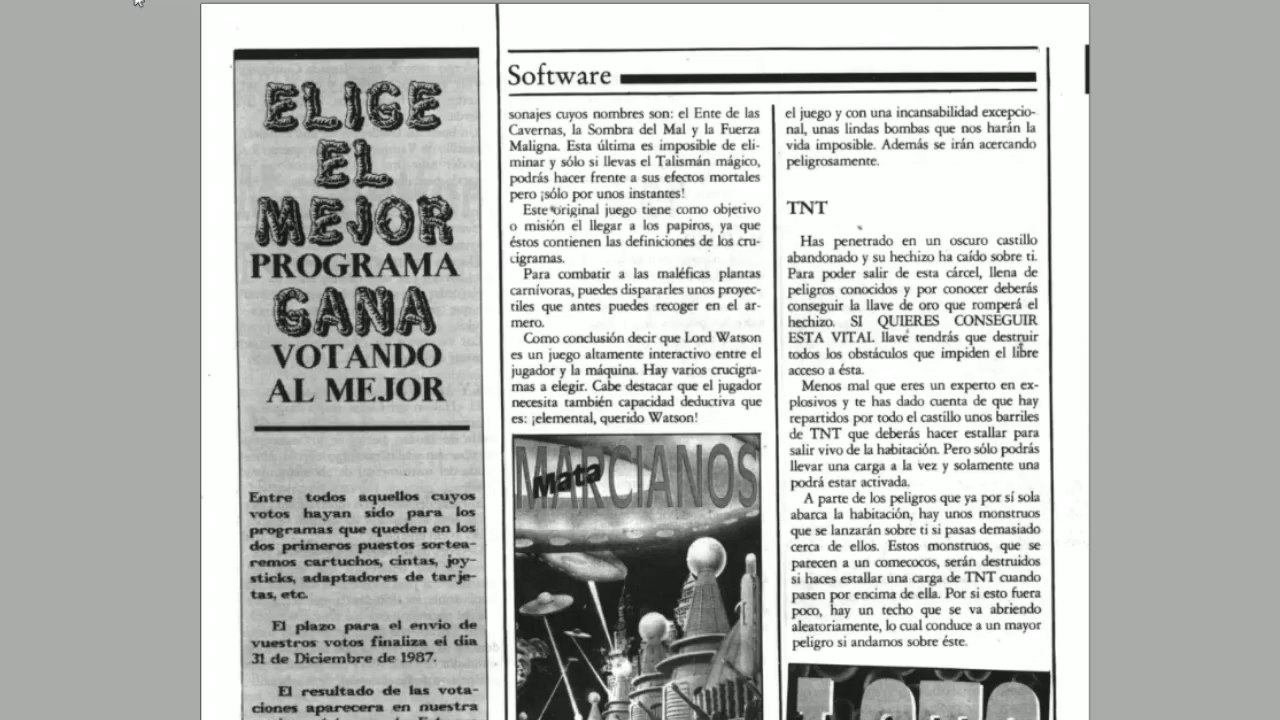 ELIGE
EL
MEJOR
PROGRAMA
GANA
VOTANDO
AL MEJOR
Entre todos aquellos cuyos
votos hayan sido para los
programas que queden en los
dos primeros puestos sortea-
remos cartuchos, cintas, joy-
sticks, adaptadores de tarje-
tas, etc.
El plazo para el envio de
vuestros votos finaliza el dia
31 de Diciembre de 1987.
El resultado de las vota-
ciones aparecera en nuestra
Software
sonajes cuyos nombres son: el Ente de las
Cavernas, la Sombra del Mal y la Fuerza
Maligna. Esta última es imposible de eli-
minar y sólo si llevas el Talismán mágico,
podrás hacer frente a sus efectos mortales
pero ¡sólo por unos instantes!
Este original juego tiene como objetivo
o misión el llegar a los papiros, ya que
éstos contienen las definiciones de los cru-
cigramas.
Para combatir a las maléficas plantas
carnívoras, puedes dispararles unos proyec-
tiles que antes puedes recoger en el ar-
mero.
Como conclusión decir que Lord Watson
es un juego altamente interactivo entre el
jugador y la máquina. Hay varios crucigra-
mas a elegir. Cabe destacar que el jugador
necesita también capacidad deductiva que
es: ¡elemental, querido Watson!
Mata
MARCIANOS
el juego y con una incansabilidad excepcio-
nal, unas lindas bombas que nos harán la
vida imposible. Además se irán acercando
peligrosamente.
TNT
Has penetrado en un oscuro castillo
abandonado y su hechizo ha caído sobre ti.
Para poder salir de esta cárcel, llena de
peligros conocidos y por conocer deberás
conseguir la llave de oro que romperá el
hechizo. SI QUIERES CONSEGUIR
ESTA VITAL llave tendrás que destruir
todos los obstáculos que impiden el libre
acceso a ésta.
Menos mal que eres un experto en ex-
plosivos y te has dado cuenta de que hay
repartidos por todo el castillo unos barriles
de TNT que deberás hacer estallar para
salir vivo de la habitación. Pero sólo podrás
llevar una carga a la vez y solamente una
podrá estar activada.
A parte de los peligros que ya por sí sola
abarca la habitación, hay unos monstruos
que se lanzarán sobre ti si pasas demasiado
cerca de ellos. Estos monstruos, que se
parecen a un comecocos, serán destruidos
si haces estallar una carga de TNT cuando
pasen por encima de ella. Por si esto fuera
poco, hay un techo que se va abriendo
aleatoriamente, lo cual conduce a un mayor
peligro si andamos sobre éste.